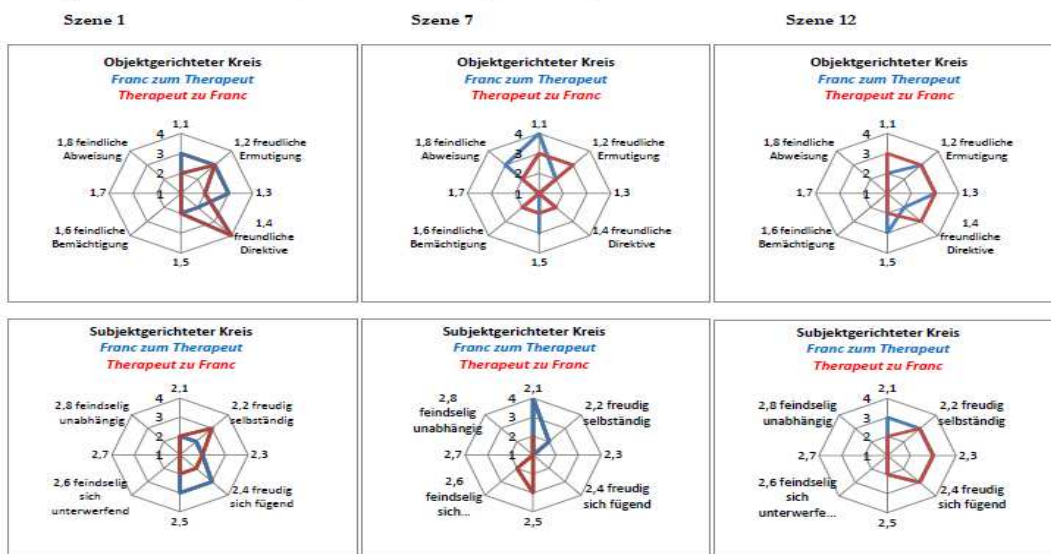 Szene 1
Szene 7
Szene 12
Objektgerichteter Kreis
Franc zum Therapeut
Therapeut zu Franc
1,1
4
3
2
1
1,2 freudliche
Ermutigung
1,3
1,4
freundliche
Direktive
1,5
1,6 feindliche
Bemächtigung
1,7
1,8 feindliche
Abweisung
Objektgerichteter Kreis
Franc zum Therapeut
Therapeut zu Franc
1,1
4
3
2
1
1,2 freudliche
Ermutigung
1,3
1,4 freundliche
Direktive
1,5
1,6 feindliche
Bemächtigung
1,7
1,8 feindliche
Abweisung
Objektgerichteter Kreis
Franc zum Therapeut
Therapeut zu Franc
1,1
4
3
2
1
1,2 freudliche
Ermutigung
1,3
1,4
freundliche
Direktive
1,5
1,6 feindliche
Bemächtigung
1,7
1,8 feindliche
Abweisung
Subjektgerichteter Kreis
Franc zum Therapeut
Therapeut zu Franc
2,1
4
3
2
1
2,2 freudig
selbständig
2,3
2,4 freudig
sich fügend
2,5
2,6 feindselig
sich
unterwerfend
2,7
2,8 feindselig
unabhängig
Subjektgerichteter Kreis
Franc zum Therapeut
Therapeut zu Franc
2,1
4
3
2
1
2,2 freudig
selbständig
2,3
2,4 freudig
sich fügend
2,5
2,6
feindselig
sich...
2,7
2,8
feindselig
unabhängig
Subjektgerichteter Kreis
Franc zum Therapeut
Therapeut zu Franc
2,1
4
3
2
1
2,2 freudig
selbständig
2,3
2,4 freudig
sich fügend
2,5
2,6 feindselig
sich
unterwerfe...
2,7
2,8 feindselig
unabhängig